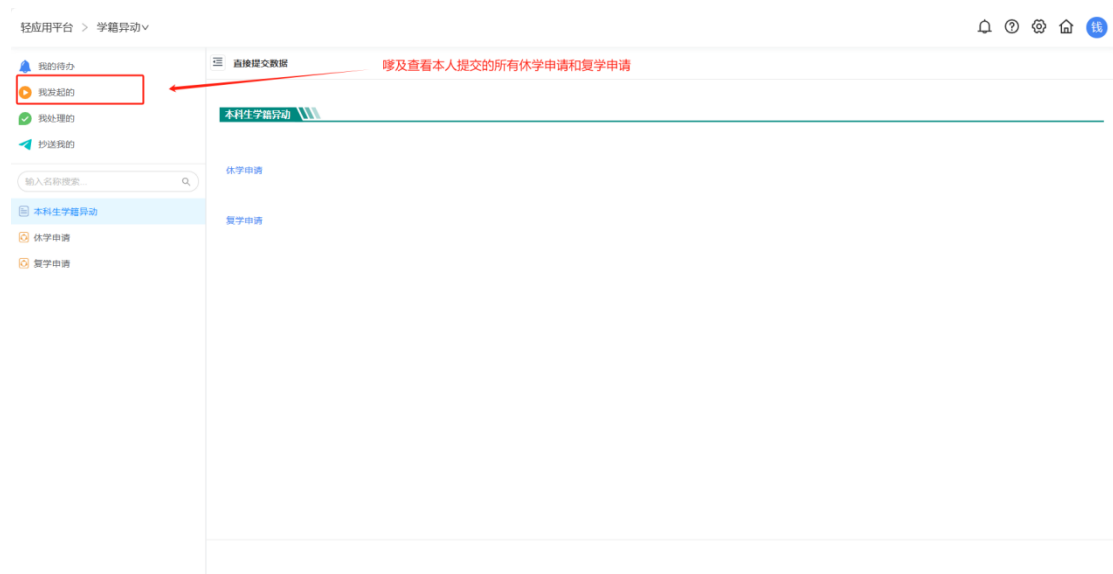 轻应用平台 > 学籍异动
钱
我的待办
直接提交数据
嗲及查看本人提交的所有休学申请和复学申请
我发起的
我处理的
本科生学籍异动
抄送我的
输入名称搜索...
休学申请
本科生学籍异动
复学申请
休学申请
复学申请